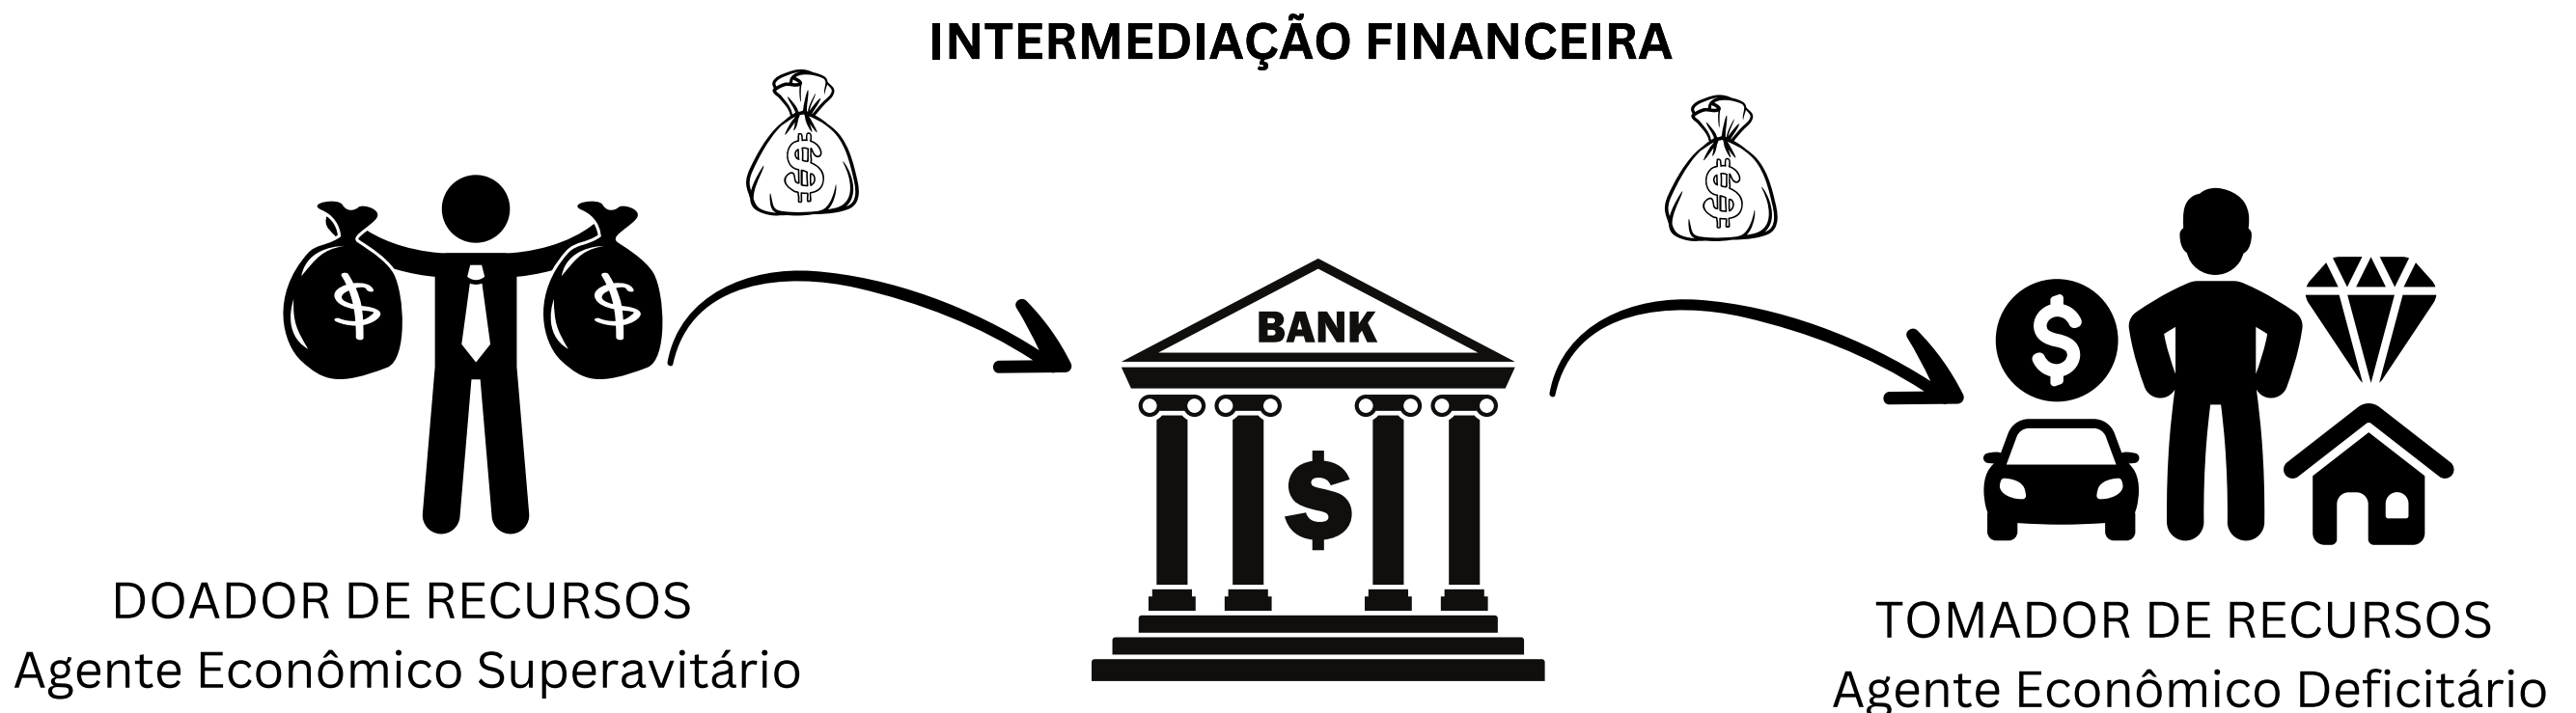 INTERMEDIAÇÃO FINANCEIRA
$
$
$
$
BANK
$
$
DOADOR DE RECURSOS
Agente Econômico Superavitário
TOMADOR DE RECURSOS
Agente Econômico Deficitário